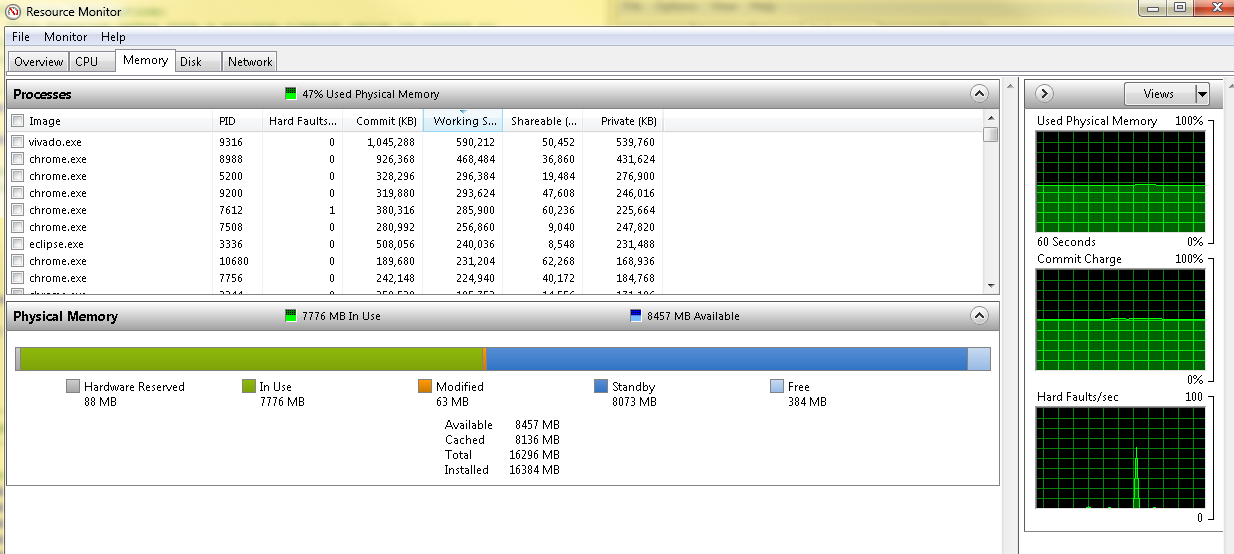 Resource Monitor
File Monitor Help
Overview CPU Memory Disk Network
Processes 47% Used Physical Memory
Image PID Hard Faults... Commit (KB) Working S... Shareable (... Private (KB)
vivado.exe 9316 0 1,045,288 590,212 50,452 539,760
chrome.exe 8988 0 926,368 468,484 36,860 431,624
chrome.exe 5200 0 328,296 296,384 19,484 276,900
chrome.exe 9200 0 319,880 293,624 47,608 246,016
chrome.exe 7612 1 380,316 285,900 60,236 225,664
chrome.exe 7508 0 280,992 256,860 9,040 247,820
eclipse.exe 3336 0 508,056 240,036 8,548 231,488
chrome.exe 10680 0 189,680 231,204 62,268 168,936
chrome.exe 7756 0 242,148 224,940 40,172 184,768
Physical Memory 7776 MB In Use 8457 MB Available
Hardware Reserved
88 MB
In Use
7776 MB
Modified
63 MB
Standby
8073 MB
Free
384 MB
Available 8457 MB
Cached 8136 MB
Total 16296 MB
Installed 16384 MB
Views
Used Physical Memory 100%
60 Seconds 0%
Commit Charge 100%
0%
Hard Faults/sec 100
0